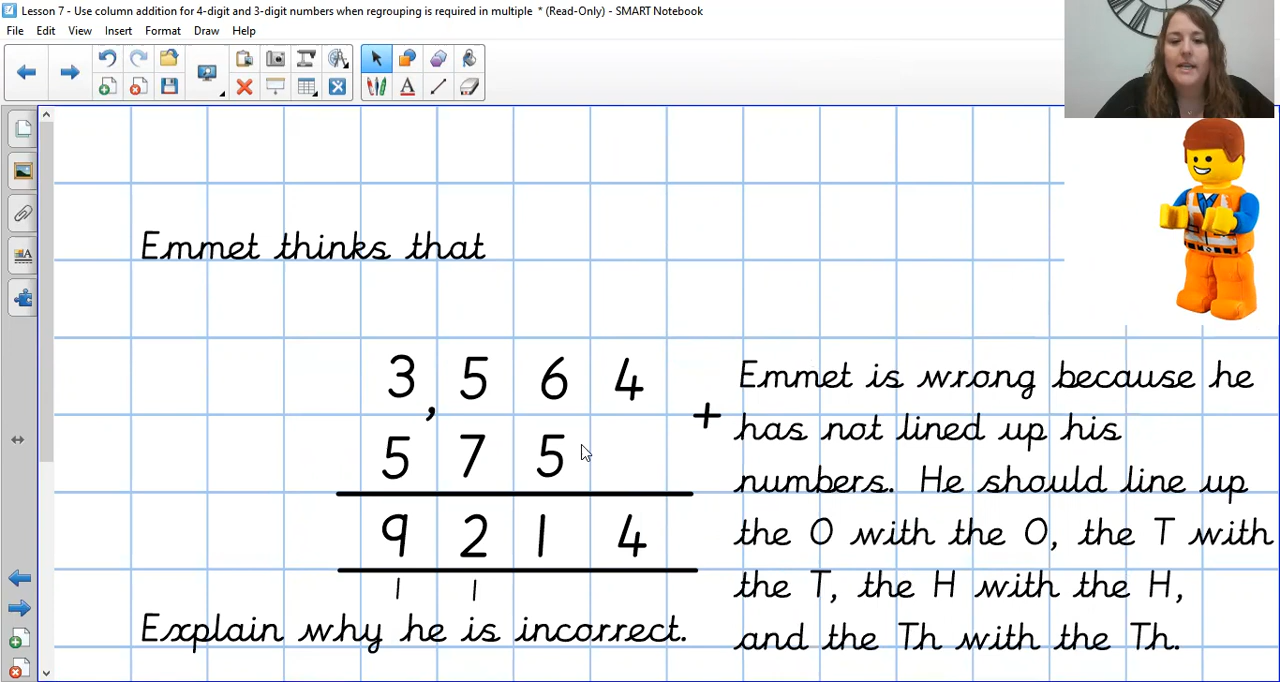 Lesson 7 - Use column addition for 4-digit and 3-digit numbers when regrouping is required in multiple * (Read-Only) - SMART Notebook
File Edit View Insert Format Draw Help
Emmet thinks that
3,564
+
575
9214
1 1
Explain why he is incorrect.
Emmet is wrong because he
has not lined up his
numbers. He should line up
the O with the O, the T with
the T, the H with the H,
and the Th with the Th.